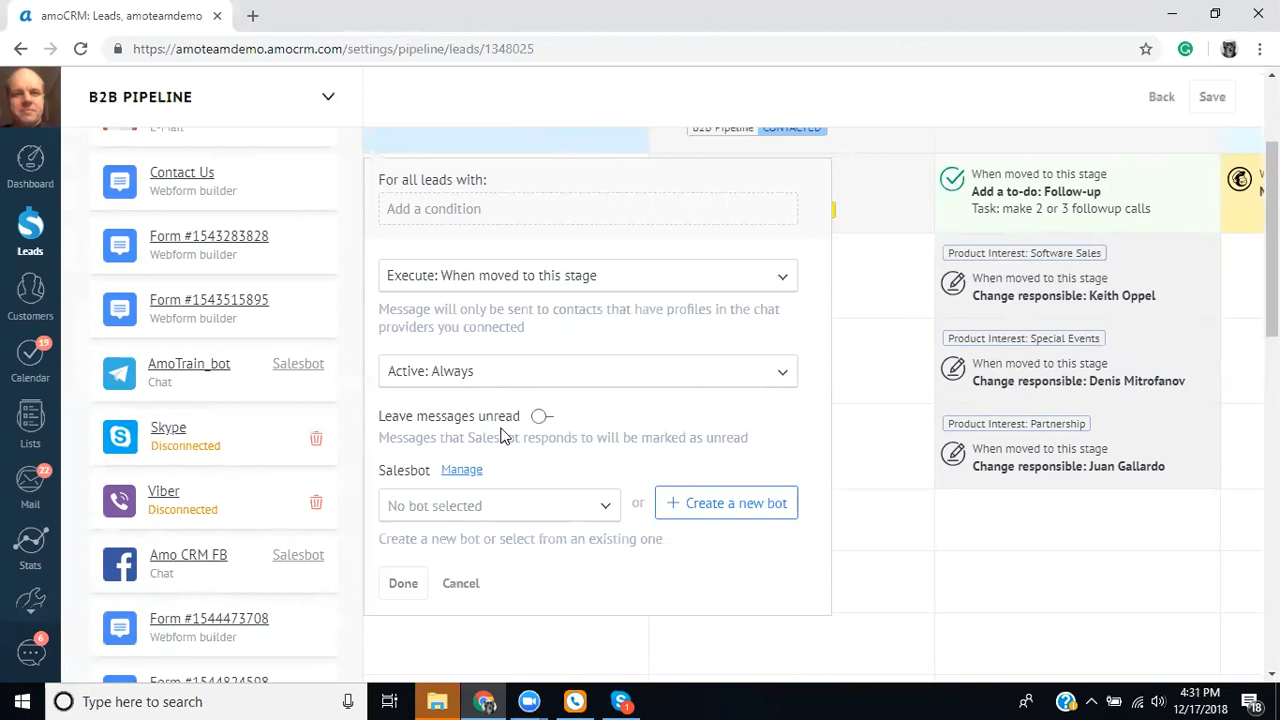 amoCRM: Leads, amoteamdemo
https://amoteamdemo.amocrm.com/settings/pipeline/leads/1348025
B2B PIPELINE
Back
Save
Dashboard
Leads
Customers
19
Calendar
Lists
22
Mail
Stats
6
E-Mail
Contact Us
Webform builder
Form #1543283828
Webform builder
Form #1543515895
Webform builder
AmoTrain_bot
Salesbot
Chat
Skype
Disconnected
Viber
Disconnected
Amo CRM FB
Salesbot
Chat
Form #1544473708
Webform builder
Form #1544824598
B2B Pipeline
CONTACTED
For all leads with:
Add a condition
Execute: When moved to this stage
Message will only be sent to contacts that have profiles in the chat
providers you connected
Active: Always
Leave messages unread
Messages that Salesbot responds to will be marked as unread
Salesbot
Manage
No bot selected
or
+ Create a new bot
Create a new bot or select from an existing one
Done
Cancel
When moved to this stage
Add a to-do: Follow-up
Task: make 2 or 3 followup calls
Product Interest: Software Sales
When moved to this stage
Change responsible: Keith Oppel
Product Interest: Special Events
When moved to this stage
Change responsible: Denis Mitrofanov
Product Interest: Partnership
When moved to this stage
Change responsible: Juan Gallardo
Type here to search
1
4:31 PM
12/17/2018
18